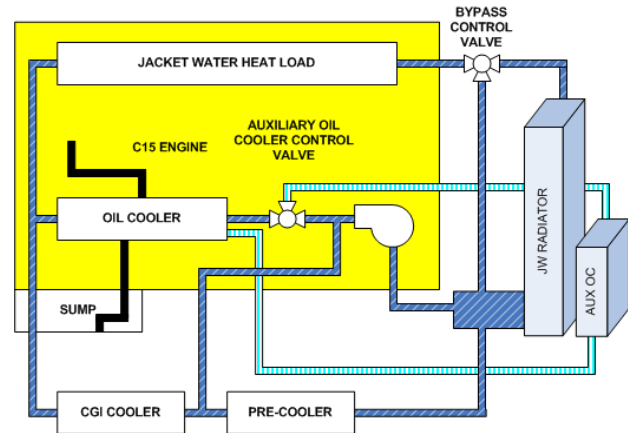 BYPASS
CONTROL
VALVE
JACKET WATER HEAT LOAD
AUXILIARY OIL
COOLER CONTROL
VALVE
C15 ENGINE
OIL COOLER
JW RADIATOR
AUX OC
SUMP
CGI COOLER
PRE-COOLER